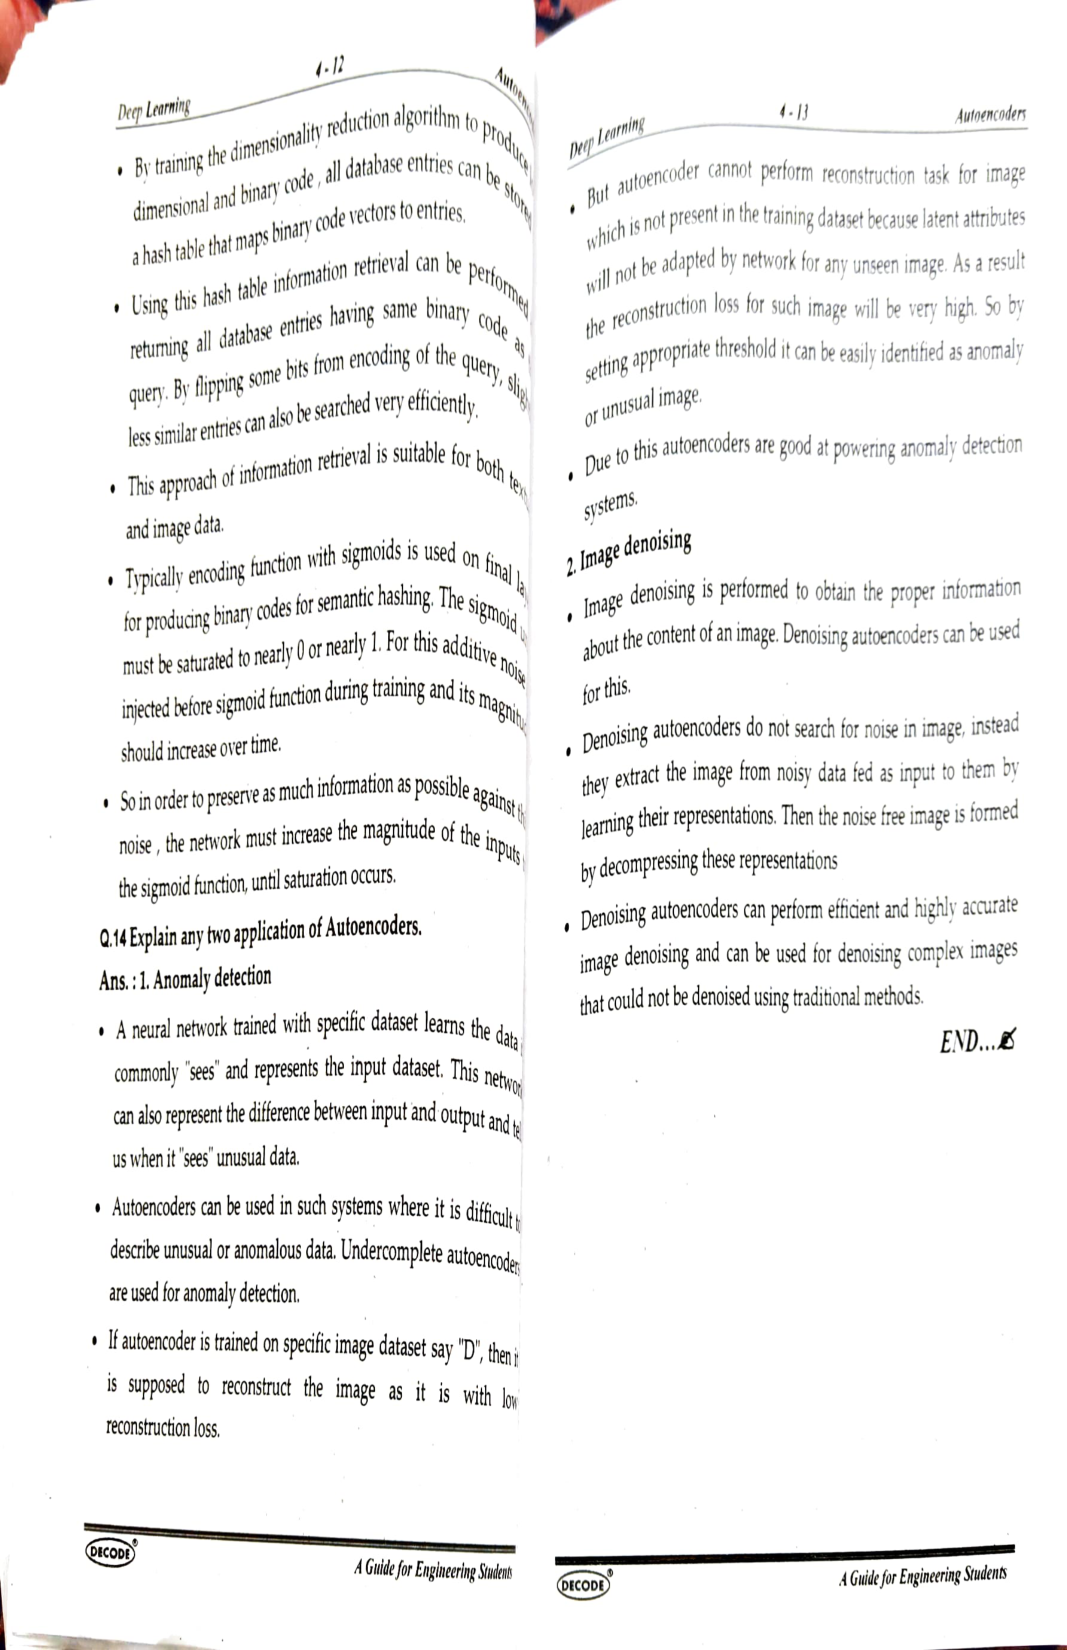 4 - 12
Deep Learning
• By training the dimensionality reduction algorithm to produce
dimensional and binary code , all database entries can be
a hash table that maps binary code vectors to entries.
• Using this hash table information retrieval can be performed
returning all database entries having same binary code as
query. By flipping some bits from encoding of the query,
less similar entries can also be searched very efficiently.
• This approach of information retrieval is suitable for both
and image data.
• Typically encoding function with sigmoids is used on final
for producing binary codes for semantic hashing. The sigmoid
must be saturated to nearly 0 or nearly 1. For this additive noise
injected before sigmoid function during training and its
should increase over time.
• So in order to preserve as much information as possible against
noise , the network must increase the magnitude of the inputs
the sigmoid function, until saturation occurs.
Q.14 Explain any two application of Autoencoders.
Ans. : 1. Anomaly detection
• A neural network trained with specific dataset learns the data
commonly "sees" and represents the input dataset. This
can also represent the difference between input and output and
us when it "sees" unusual data.
• Autoencoders can be used in such systems where it is difficult
describe unusual or anomalous data. Undercomplete
are used for anomaly detection.
• If autoencoder is trained on specific image dataset say "D", then
is supposed to reconstruct the image as it is with low
reconstruction loss.
DECODE®
A Guide for Engineering Students
4 - 13
Deep Learning Autoencoders
• But autoencoder cannot perform reconstruction task for image
which is not present in the training dataset because latent attributes
will not be adapted by network for any unseen image. As a result
the reconstruction loss for such image will be very high. So by
setting appropriate threshold it can be easily identified as anomaly
or unusual image.
• Due to this autoencoders are good at powering anomaly detection
systems.
2. Image denoising
• Image denoising is performed to obtain the proper information
about the content of an image. Denoising autoencoders can be used
for this.
• Denoising autoencoders do not search for noise in image, instead
they extract the image from noisy data fed as input to them by
learning their representations. Then the noise free image is formed
by decompressing these representations
• Denoising autoencoders can perform efficient and highly accurate
image denoising and can be used for denoising complex images
that could not be denoised using traditional methods.
END...✍
DECODE®
A Guide for Engineering Students